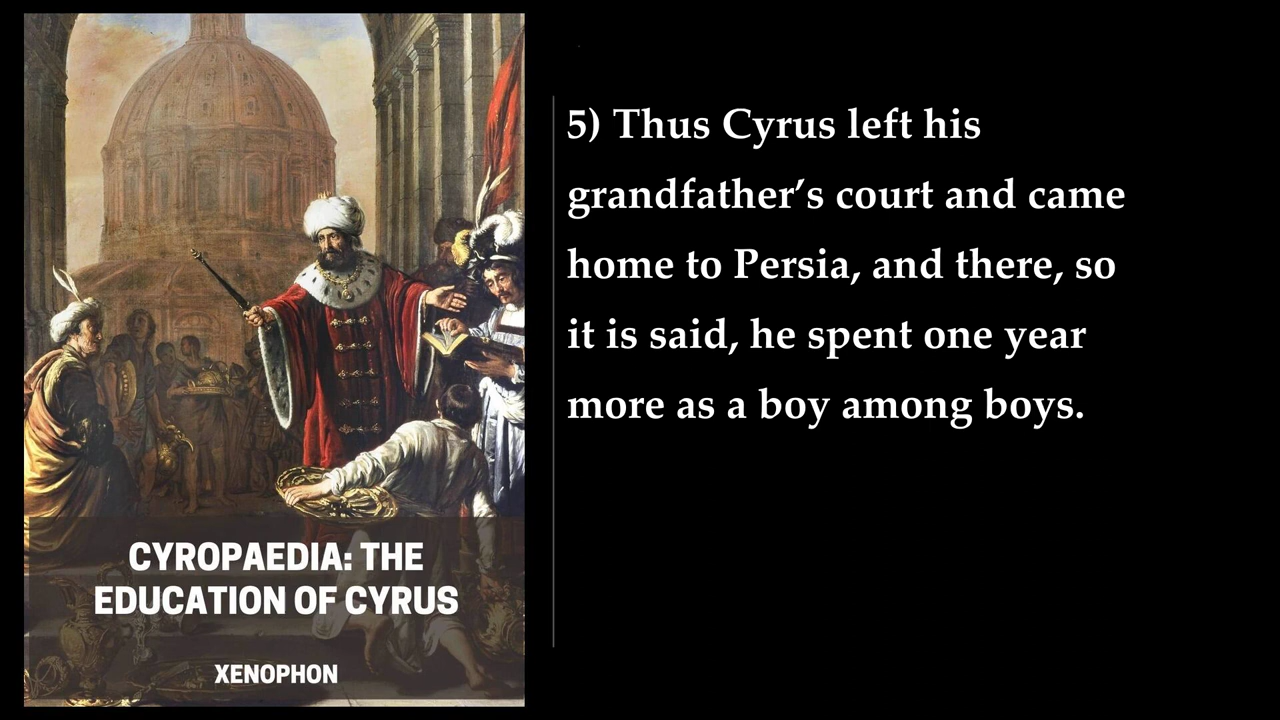 5) Thus Cyrus left his
grandfather’s court and came
home to Persia, and there, so
it is said, he spent one year
more as a boy among boys.
CYROPAEDIA: THE
EDUCATION OF CYRUS
XENOPHON